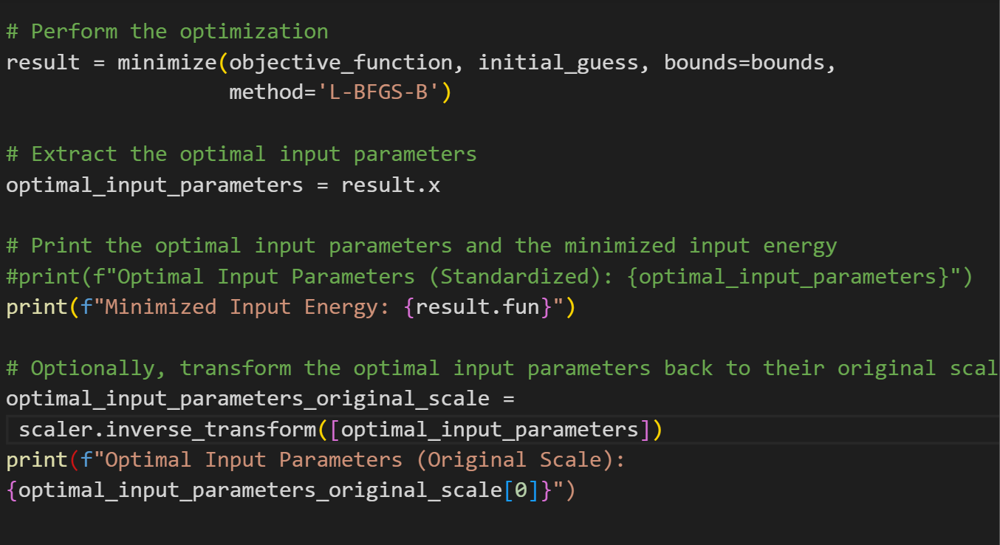 # Perform the optimization
result = minimize(objective_function, initial_guess, bounds=bounds,
                  method='L-BFGS-B')
# Extract the optimal input parameters
optimal_input_parameters = result.x
# Print the optimal input parameters and the minimized input energy
#print(f"Optimal Input Parameters (Standardized): {optimal_input_parameters}")
print(f"Minimized Input Energy: {result.fun}")
# Optionally, transform the optimal input parameters back to their original scal
optimal_input_parameters_original_scale =
 scaler.inverse_transform([optimal_input_parameters])
print(f"Optimal Input Parameters (Original Scale):
{optimal_input_parameters_original_scale[0]}")